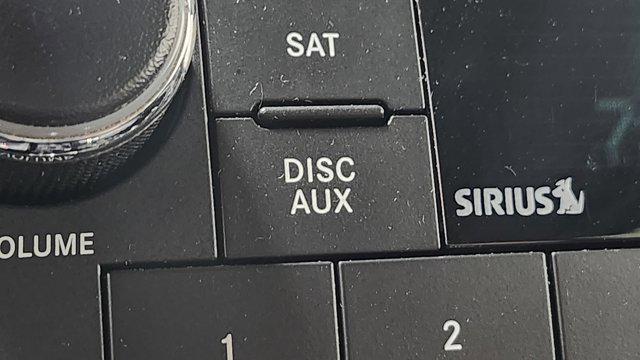 SAT
DISC
AUX
SIRIUS
OLUME
1
2